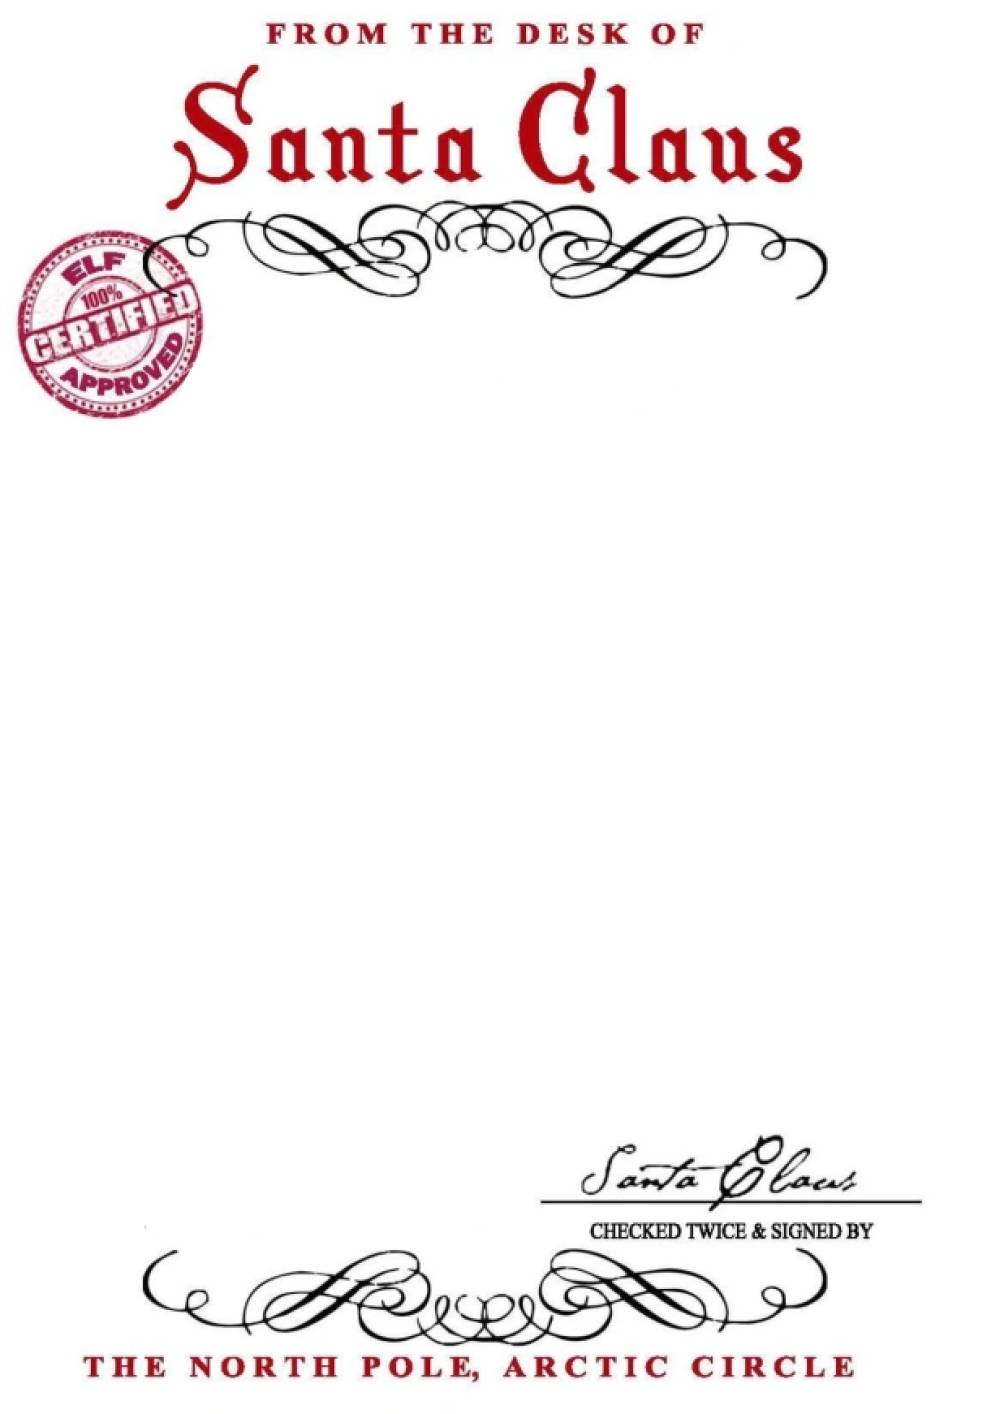 FROM THE DESK OF
Santa Claus
ELF
100%
CERTIFIED
APPROVED
Santa Claus
CHECKED TWICE & SIGNED BY
THE NORTH POLE, ARCTIC CIRCLE